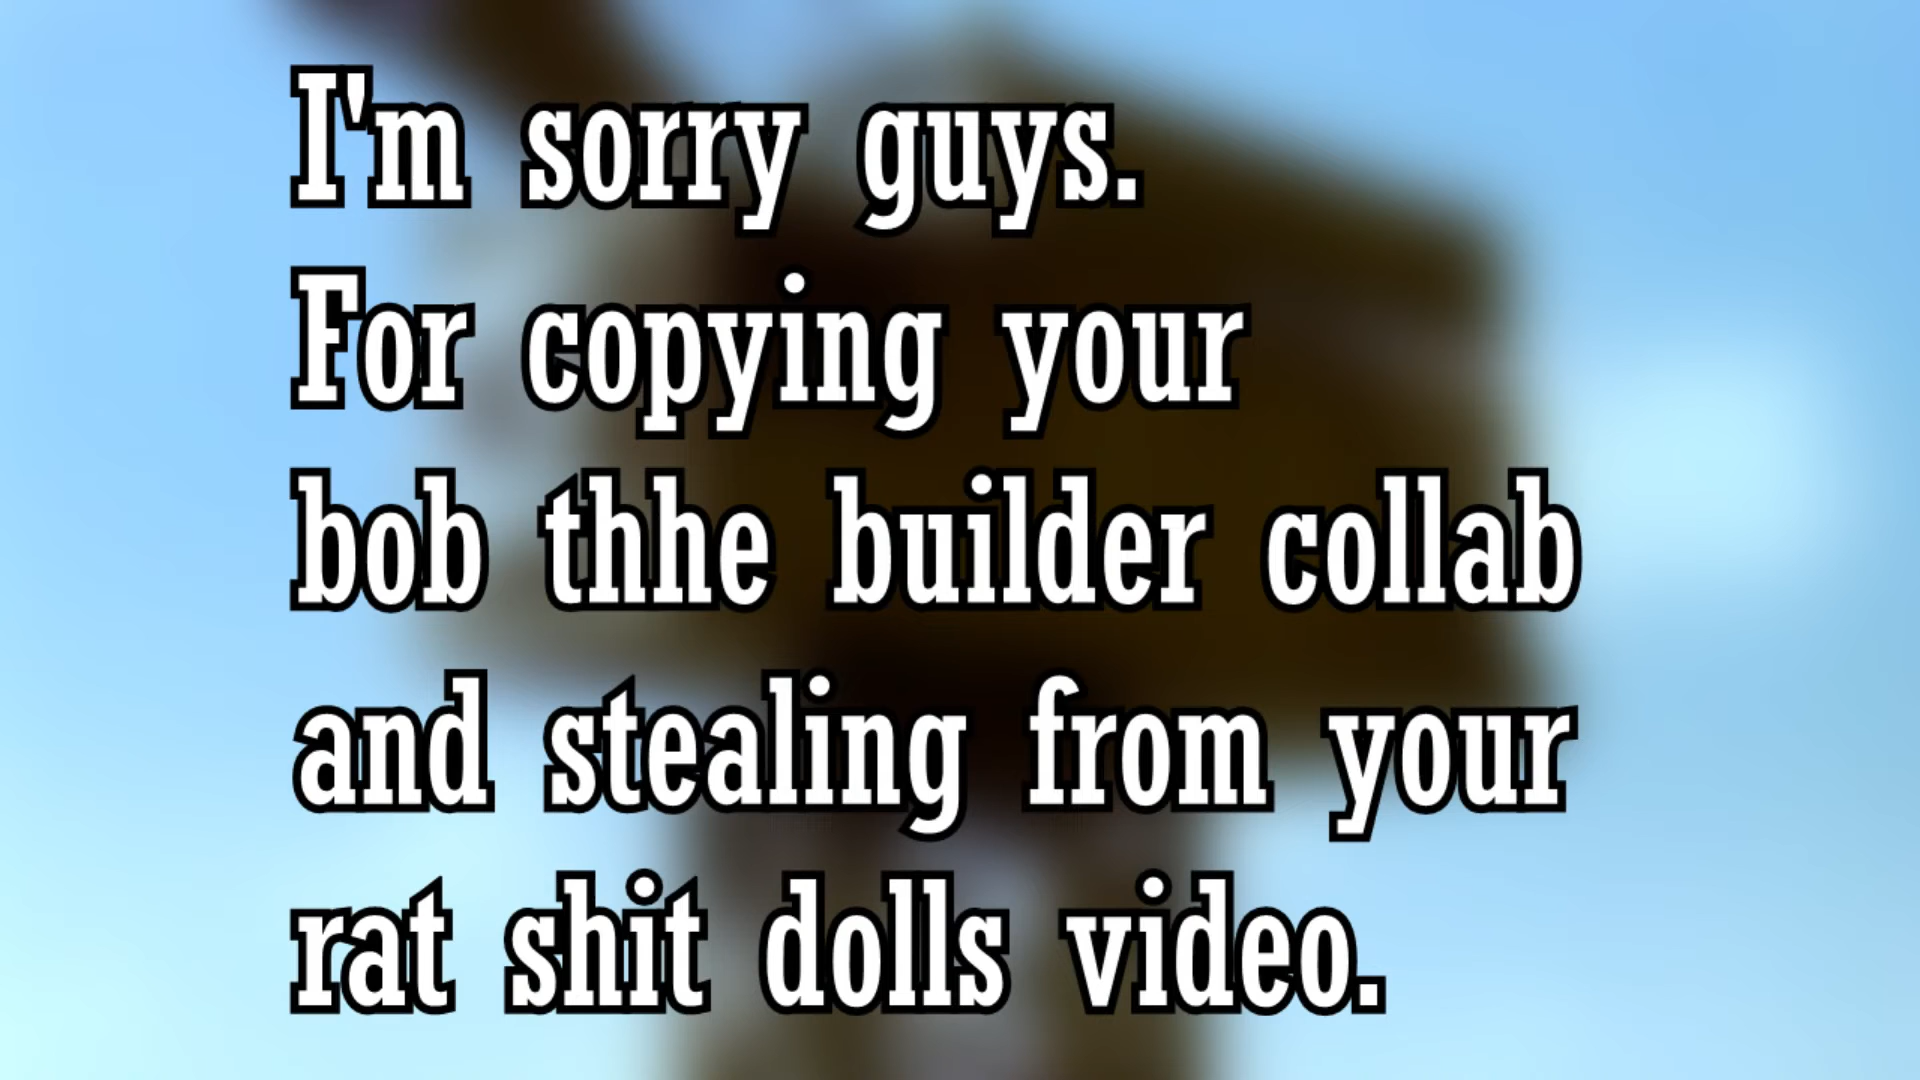 I'm sorry guys.
For copying your
bob thhe builder collab
and stealing from your
rat shit dolls video.